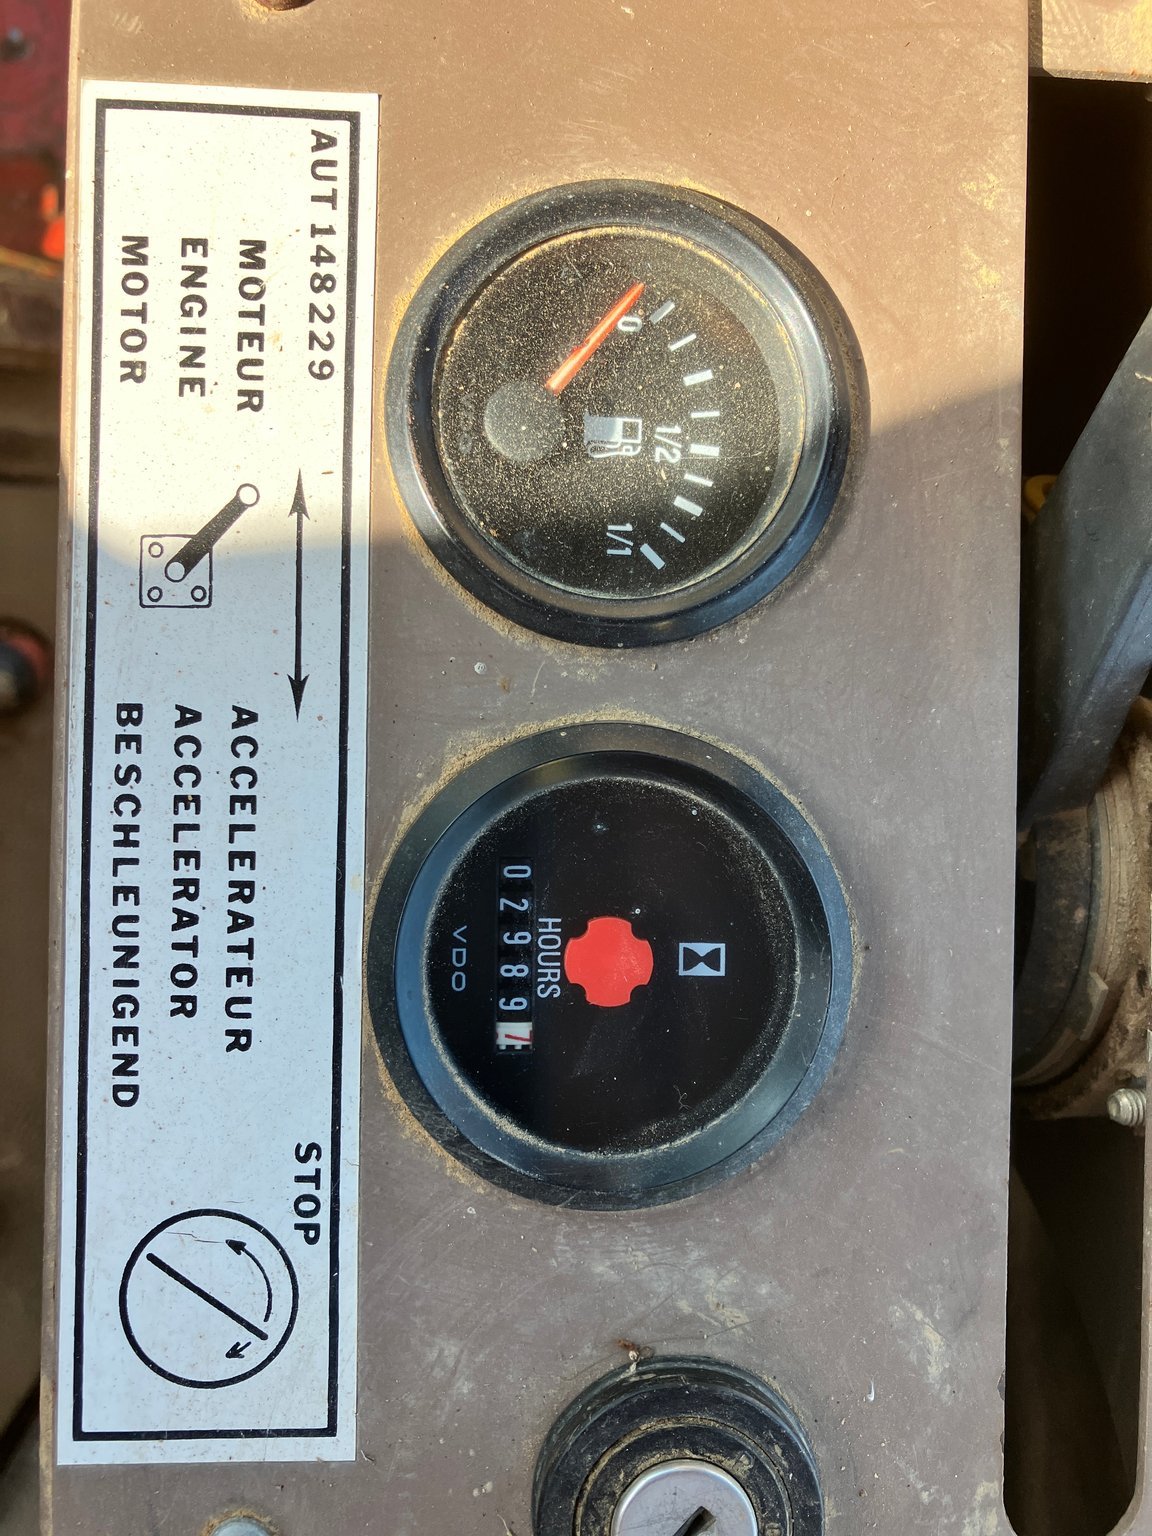 AUT 148229
MOTEUR
ENGINE
MOTOR
ACCELERATEUR
ACCELERATOR
BESCHLEUNIGEND
STOP
0
1/2
1/1
HOURS
029897
VDO